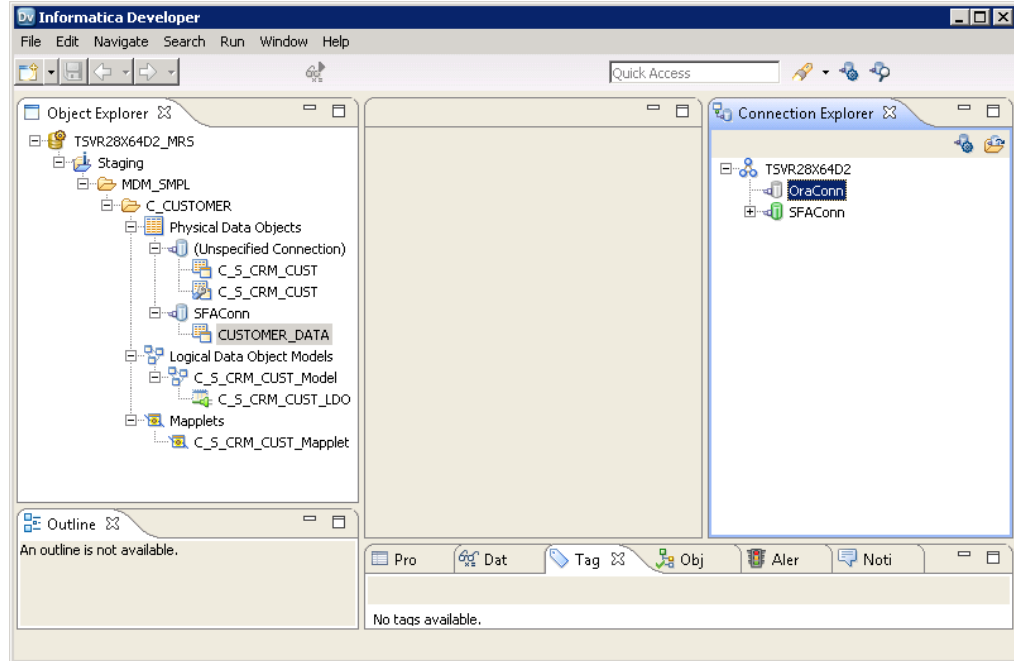 Informatica Developer
File Edit Navigate Search Run Window Help
Quick Access
Object Explorer
TSVR28X64D2_MRS
Staging
MDM_SMPL
C_CUSTOMER
Physical Data Objects
(Unspecified Connection)
C_S_CRM_CUST
C_S_CRM_CUST
SFAConn
CUSTOMER_DATA
Logical Data Object Models
C_S_CRM_CUST_Model
C_S_CRM_CUST_LDO
Mapplets
C_S_CRM_CUST_Mapplet
Connection Explorer
TSVR28X64D2
OraConn
SFAConn
Outline
An outline is not available.
Pro Dat Tag Obj Aler Noti
No tags available.